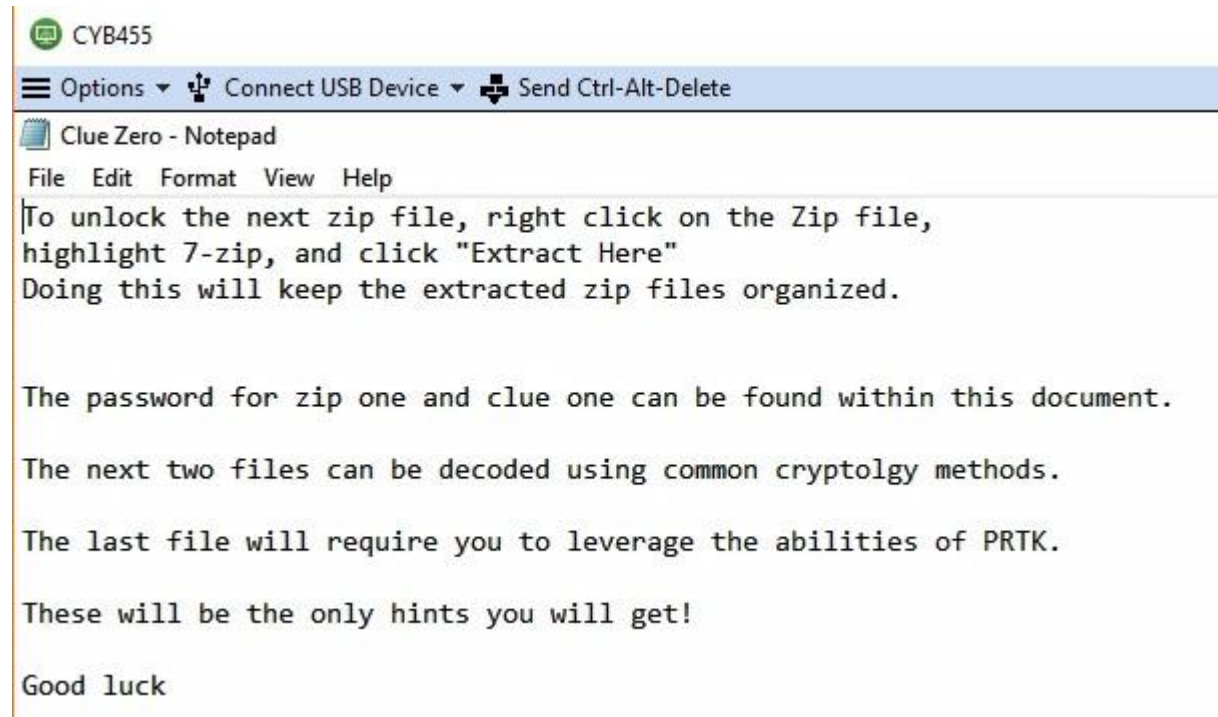 CYB455
Options Connect USB Device Send Ctrl-Alt-Delete
Clue Zero - Notepad
File Edit Format View Help
To unlock the next zip file, right click on the Zip file,
highlight 7-zip, and click "Extract Here"
Doing this will keep the extracted zip files organized.
The password for zip one and clue one can be found within this document.
The next two files can be decoded using common cryptolgy methods.
The last file will require you to leverage the abilities of PRTK.
These will be the only hints you will get!
Good luck